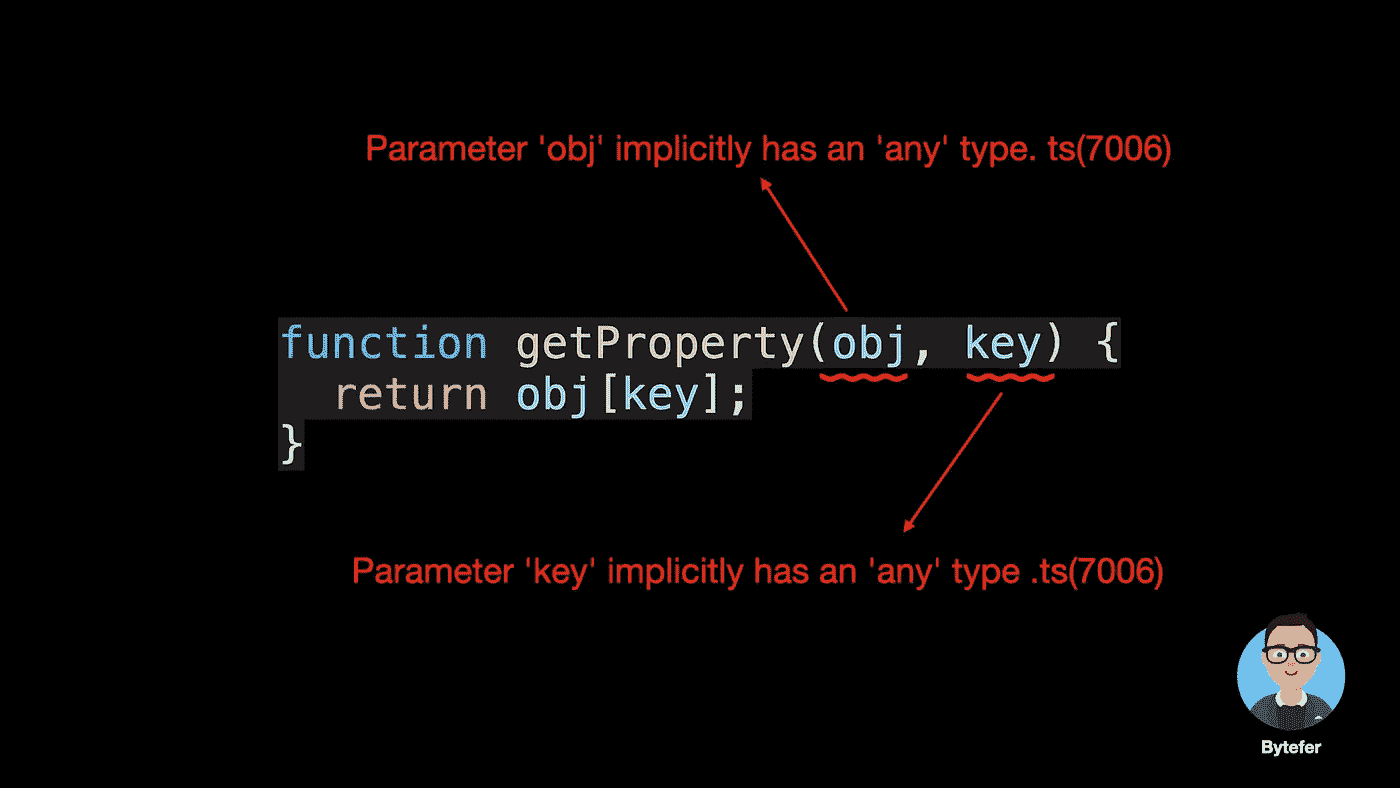 Parameter 'obj' implicitly has an 'any' type. ts(7006)
function getProperty(obj, key) {
  return obj[key];
}
Parameter 'key' implicitly has an 'any' type .ts(7006)
Bytefer